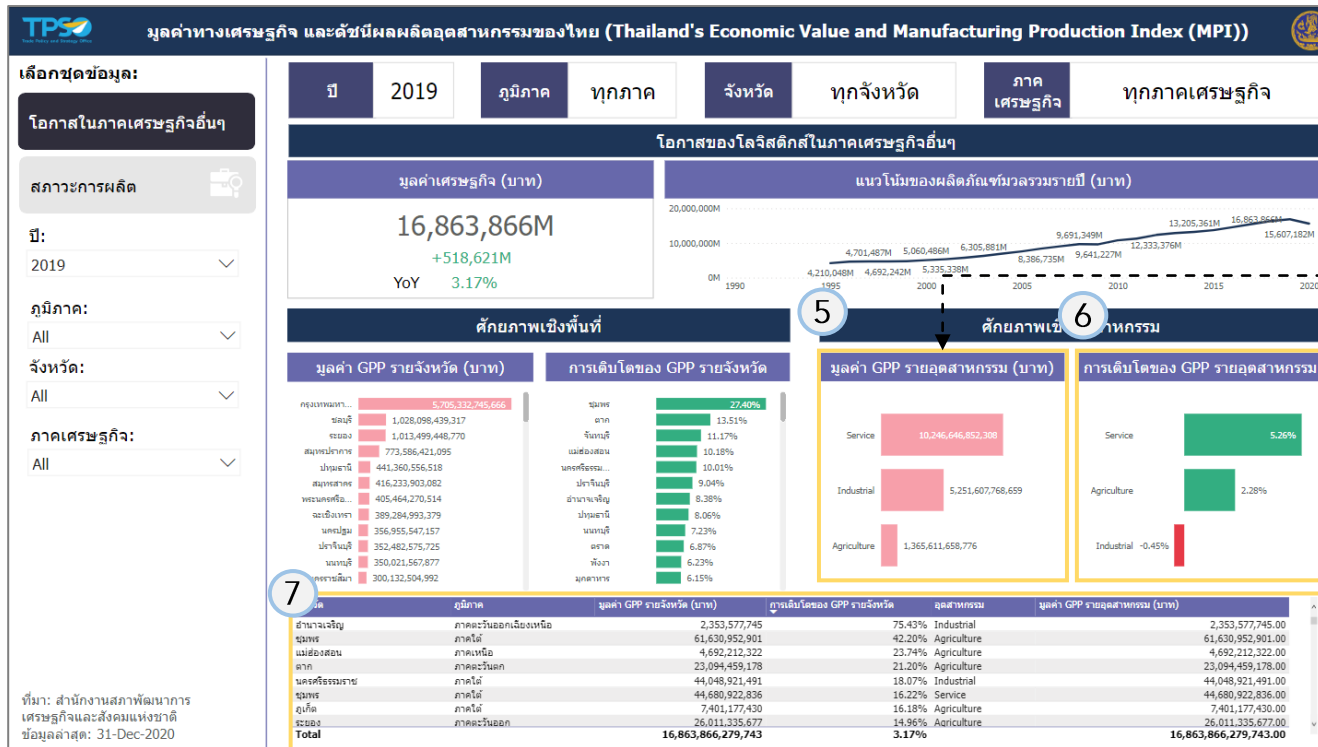 TPSO
Trade Policy and Strategy Office
มูลค่าทางเศรษฐกิจ และดัชนีผลผลิตอุตสาหกรรมของไทย (Thailand's Economic Value and Manufacturing Production Index (MPI))
เลือกชุดข้อมูล:
โอกาสในภาคเศรษฐกิจอื่นๆ
สภาวะการผลิต
ปี:
2019
ภูมิภาค:
All
จังหวัด:
All
ภาคเศรษฐกิจ:
All
ที่มา: สำนักงานสภาพัฒนาการ
เศรษฐกิจและสังคมแห่งชาติ
ข้อมูลล่าสุด: 31-Dec-2020
ปี 2019 ภูมิภาค ทุกภาค จังหวัด ทุกจังหวัด ภาค เศรษฐกิจ ทุกภาคเศรษฐกิจ
โอกาสของโลจิสติกส์ในภาคเศรษฐกิจอื่นๆ
มูลค่าเศรษฐกิจ (บาท)
16,863,866M
+518,621M
YoY 3.17%
แนวโน้มของผลิตภัณฑ์มวลรวมรายปี (บาท)
20,000,000M
10,000,000M
0M
4,210,048M 4,701,487M 4,692,242M 5,060,486M 5,335,338M 6,305,881M 8,386,735M 9,691,349M 9,641,227M 12,333,376M 13,205,361M 16,863,866M 15,607,182M
1990 1995 2000 2005 2010 2015 2020
ศักยภาพเชิงพื้นที่
5
6
มูลค่า GPP รายจังหวัด (บาท)
กรุงเทพมหา... 5,705,332,745,666
ชลบุรี 1,028,098,439,317
ระยอง 1,013,499,448,770
สมุทรปราการ 773,586,421,095
ปทุมธานี 441,360,556,518
สมุทรสาคร 416,233,903,082
พระนครศรีอ... 405,464,270,514
ฉะเชิงเทรา 389,284,993,379
นครปฐม 356,955,547,157
ปราจีนบุรี 352,482,575,725
นนทบุรี 350,021,567,877
300,132,504,992
การเติบโตของ GPP รายจังหวัด
ชุมพร 27.40%
ตาก 13.51%
จันทบุรี 11.17%
แม่ฮ่องสอน 10.18%
นครศรีธรรม... 10.01%
ปราจีนบุรี 9.04%
อำนาจเจริญ 8.38%
ปทุมธานี 8.06%
นนทบุรี 7.23%
ตราด 6.87%
พังงา 6.23%
มุกดาหาร 6.15%
มูลค่า GPP รายอุตสาหกรรม (บาท)
Service 10,246,646,852,308
Industrial 5,251,607,768,659
Agriculture 1,365,611,658,776
การเติบโตของ GPP รายอุตสาหกรรม
Service 5.26%
Agriculture 2.28%
Industrial -0.45%
7
ภูมิภาค มูลค่า GPP รายจังหวัด (บาท) การเติบโตของ GPP รายจังหวัด อุตสาหกรรม มูลค่า GPP รายอุตสาหกรรม (บาท)
อำนาจเจริญ ภาคตะวันออกเฉียงเหนือ 2,353,577,745 75.43% Industrial 2,353,577,745.00
ชุมพร ภาคใต้ 61,630,952,901 42.20% Agriculture 61,630,952,901.00
แม่ฮ่องสอน ภาคเหนือ 4,692,212,322 23.74% Agriculture 4,692,212,322.00
ตาก ภาคตะวันตก 23,094,459,178 21.20% Agriculture 23,094,459,178.00
นครศรีธรรมราช ภาคใต้ 44,048,921,491 18.07% Industrial 44,048,921,491.00
ชุมพร ภาคใต้ 44,680,922,836 16.22% Service 44,680,922,836.00
ภูเก็ต ภาคใต้ 7,401,177,430 16.18% Agriculture 7,401,177,430.00
ระยอง ภาคตะวันออก 26,011,335,677 14.96% Agriculture 26,011,335,677.00
Total 16,863,866,279,743 3.17% 16,863,866,279,743.00